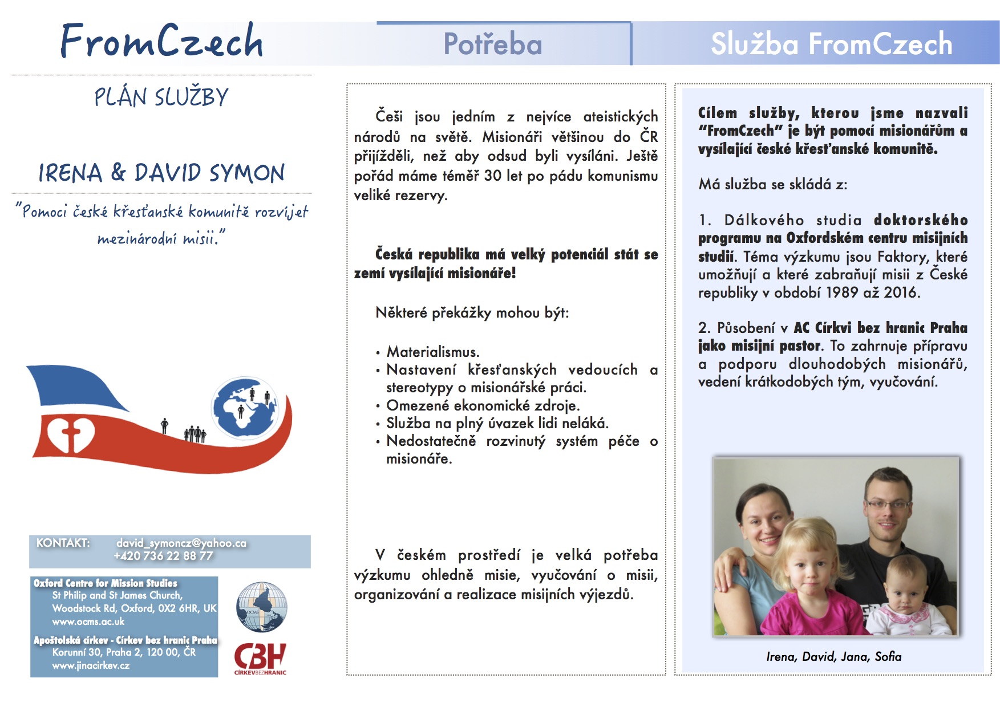 FromCzech
PLÁN SLUŽBY
IRENA & DAVID SYMON
"Pomoci české křesťanské komunitě rozvíjet
mezinárodní misii."
KONTAKT: david_symoncz@yahoo.ca
+420 736 22 88 77
Oxford Centre for Mission Studies
St Philip and St James Church,
Woodstock Rd, Oxford, 0X2 6HR, UK
www.ocms.ac.uk
Apoštolská církev - Církev bez hranic Praha
Korunní 30, Praha 2, 120 00, ČR
www.jinacirkev.cz
OCMS
CBH
CÍRKEVBEZHRANIC
Potřeba
Češi jsou jedním z nejvíce ateistických
národů na světě. Misionáři většinou do ČR
přijížděli, než aby odsud byli vysíláni. Ještě
pořád máme téměř 30 let po pádu komunismu
veliké rezervy.
Česká republika má velký potenciál stát se
zemí vysílající misionáře!
Některé překážky mohou být:
• Materialismus.
• Nastavení křesťanských vedoucích a
stereotypy o misionářské práci.
• Omezené ekonomické zdroje.
• Služba na plný úvazek lidi neláká.
• Nedostatečně rozvinutý systém péče o
misionáře.
V českém prostředí je velká potřeba
výzkumu ohledně misie, vyučování o misii,
organizování a realizace misijních výjezdů.
Služba FromCzech
Cílem služby, kterou jsme nazvali
“FromCzech” je být pomocí misionářům a
vysílající české křesťanské komunitě.
Má služba se skládá z:
1. Dálkového studia doktorského
programu na Oxfordském centru misijních
studií. Téma výzkumu jsou Faktory, které
umožňují a které zabraňují misii z České
republiky v období 1989 až 2016.
2. Působení v AC Církvi bez hranic Praha
jako misijní pastor. To zahrnuje přípravu
a podporu dlouhodobých misionářů,
vedení krátkodobých tým, vyučování.
Irena, David, Jana, Sofia